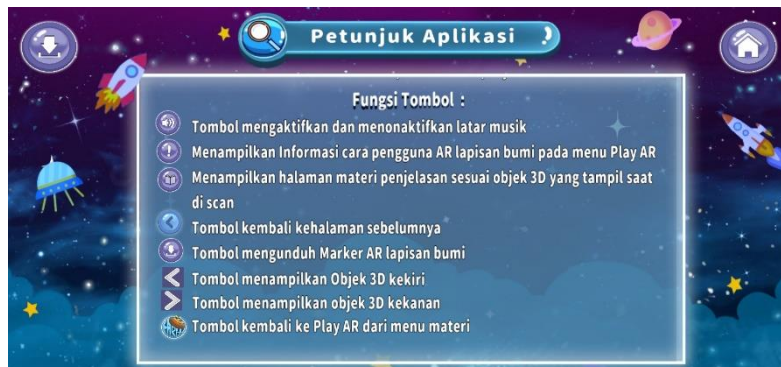 Petunjuk Aplikasi
Fungsi Tombol :
Tombol mengaktifkan dan menonaktifkan latar musik
Menampilkan Informasi cara pengguna AR lapisan bumi pada menu Play AR
Menampilkan halaman materi penjelasan sesuai objek 3D yang tampil saat
di scan
Tombol kembali kehalaman sebelumnya
Tombol mengunduh Marker AR lapisan bumi
Tombol menampilkan Objek 3D kekiri
Tombol menampilkan objek 3D kekanan
Tombol kembali ke Play AR dari menu materi